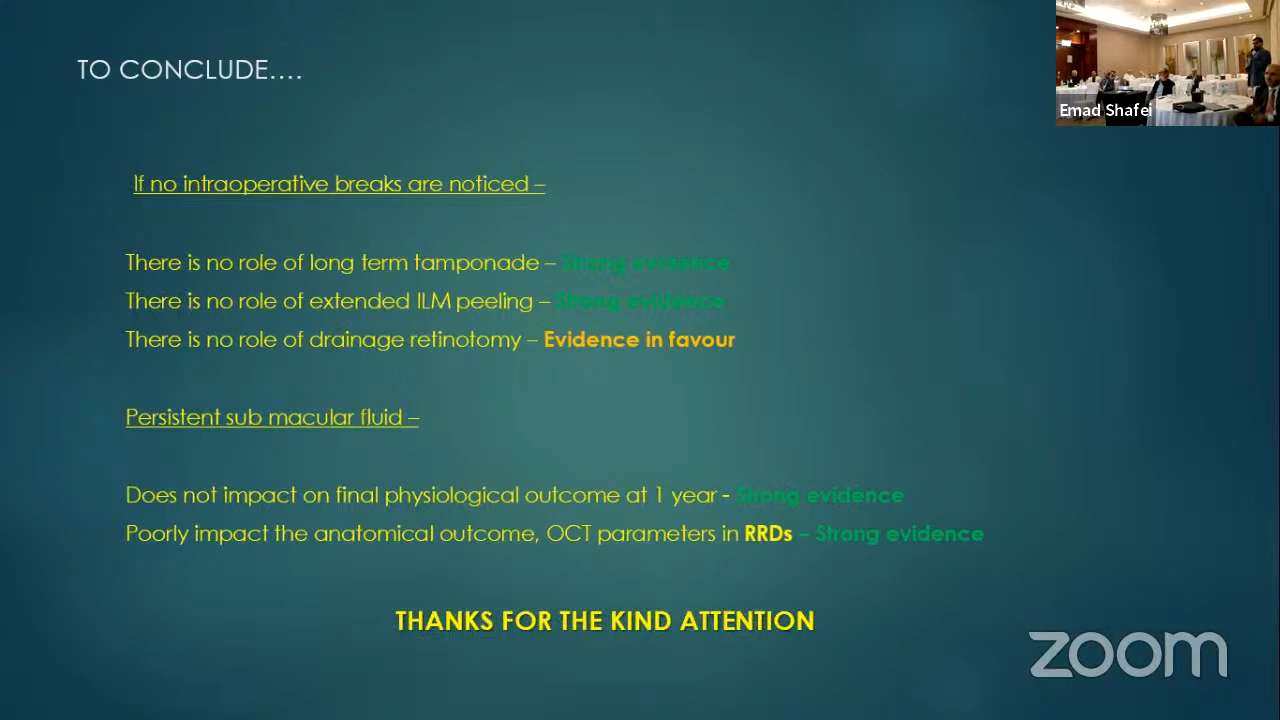 TO CONCLUDE....
Emad Shafei
If no intraoperative breaks are noticed –
There is no role of long term tamponade – Strong evidence
There is no role of extended ILM peeling – Strong evidence
There is no role of drainage retinotomy – Evidence in favour
Persistent sub macular fluid –
Does not impact on final physiological outcome at 1 year - Strong evidence
Poorly impact the anatomical outcome, OCT parameters in RRDs – Strong evidence
THANKS FOR THE KIND ATTENTION
zoom